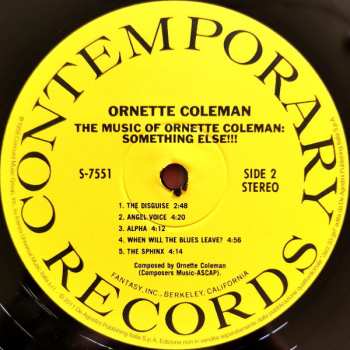 CONTEMPORARY
RECORDS
ORNETTE COLEMAN
THE MUSIC OF ORNETTE COLEMAN:
SOMETHING ELSE!!!
S-7551
SIDE 2
STEREO
1. THE DISGUISE 2:48
2. ANGEL VOICE 4:20
3. ALPHA 4:12
4. WHEN WILL THE BLUES LEAVE? 4:56
5. THE SPHINX 4:14
Composed by Ornette Coleman
(Composers Music-ASCAP).
FANTASY, INC., BERKELEY, CALIFORNIA